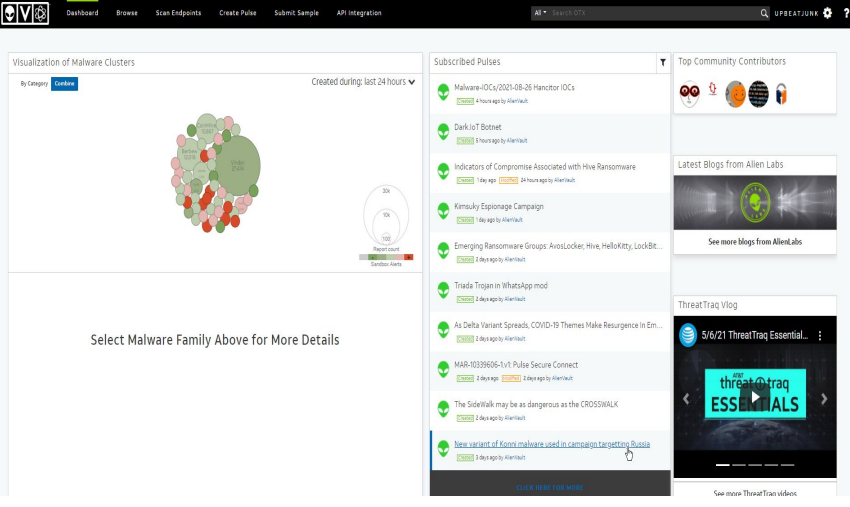 Dashboard Browse Scan Endpoints Create Pulse Submit Sample API Integration
All Search OTX
UPBEATJUNK ?
Visualization of Malware Clusters
By Category Combine
Created during: last 24 hours
20k
10k
100
Report count
Sandbox Alerts
Select Malware Family Above for More Details
Subscribed Pulses
Malware-IOCs/2021-08-26 Hancitor IOCs
Created 4 hours ago by AlienVault
Dark.IoT Botnet
Created 6 hours ago by AlienVault
Indicators of Compromise Associated with Hive Ransomware
Created 1 day ago Modified 24 hours ago by AlienVault
Kimsuky Espionage Campaign
Created 1 day ago by AlienVault
Emerging Ransomware Groups: AvosLocker, Hive, HelloKitty, LockBit...
Created 2 days ago by AlienVault
Triada Trojan in WhatsApp mod
Created 2 days ago by AlienVault
As Delta Variant Spreads, COVID-19 Themes Make Resurgence In Em...
Created 2 days ago by AlienVault
MAR-10339606-1.v1: Pulse Secure Connect
Created 2 days ago Modified 2 days ago by AlienVault
The SideWalk may be as dangerous as the CROSSWALK
Created 2 days ago by AlienVault
New variant of Konni malware used in campaign targetting Russia
Created 3 days ago by AlienVault
CLICK HERE FOR MORE
Top Community Contributors
Latest Blogs from Alien Labs
See more blogs from AlienLabs
ThreatTraq Vlog
5/6/21 ThreatTraq Essential...
AT&T
threat traq
ESSENTIALS
See more ThreatTraq videos